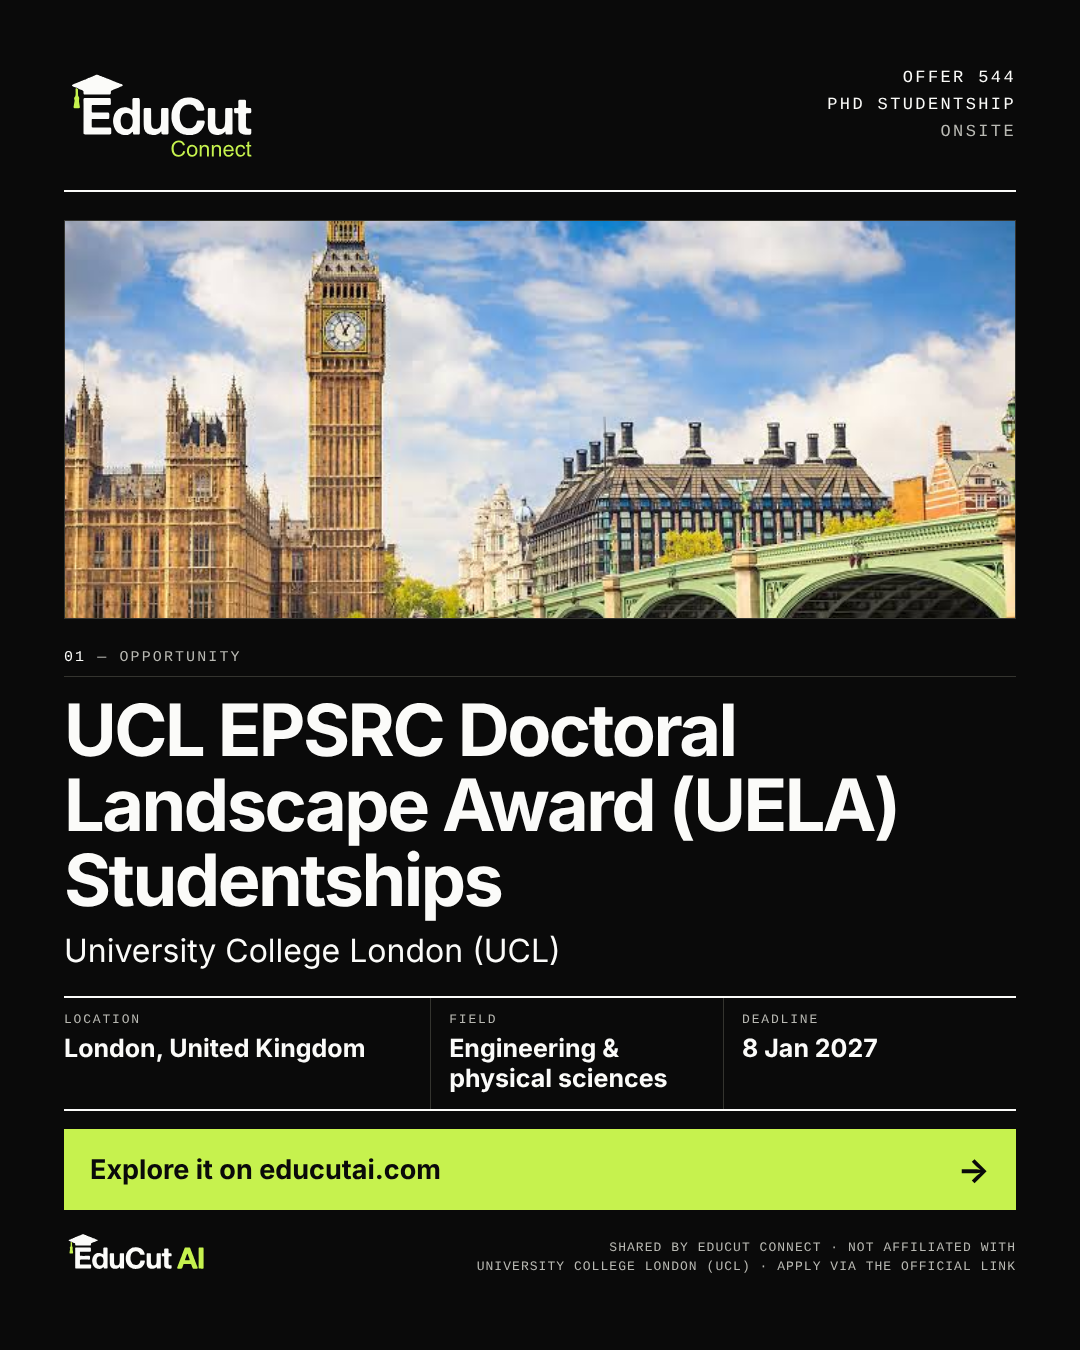 EduCut
Connect
OFFER 544
PHD STUDENTSHIP
ONSITE
01 — OPPORTUNITY
UCL EPSRC Doctoral
Landscape Award (UELA)
Studentships
University College London (UCL)
LOCATION
London, United Kingdom
FIELD
Engineering &
physical sciences
DEADLINE
8 Jan 2027
Explore it on educutai.com →
EduCut AI
SHARED BY EDUCUT CONNECT · NOT AFFILIATED WITH
UNIVERSITY COLLEGE LONDON (UCL) · APPLY VIA THE OFFICIAL LINK